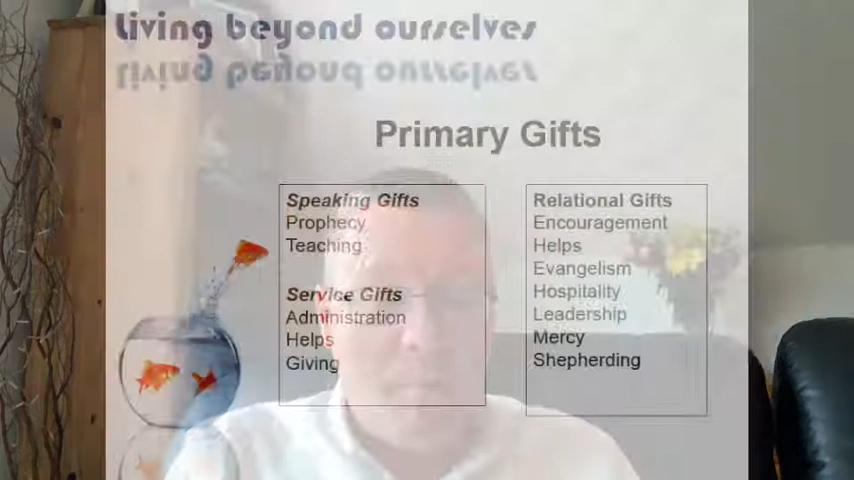 Living beyond ourselves
Primary Gifts
Speaking Gifts
Prophecy
Teaching
Service Gifts
Administration
Helps
Giving
Relational Gifts
Encouragement
Helps
Evangelism
Hospitality
Leadership
Mercy
Shepherding